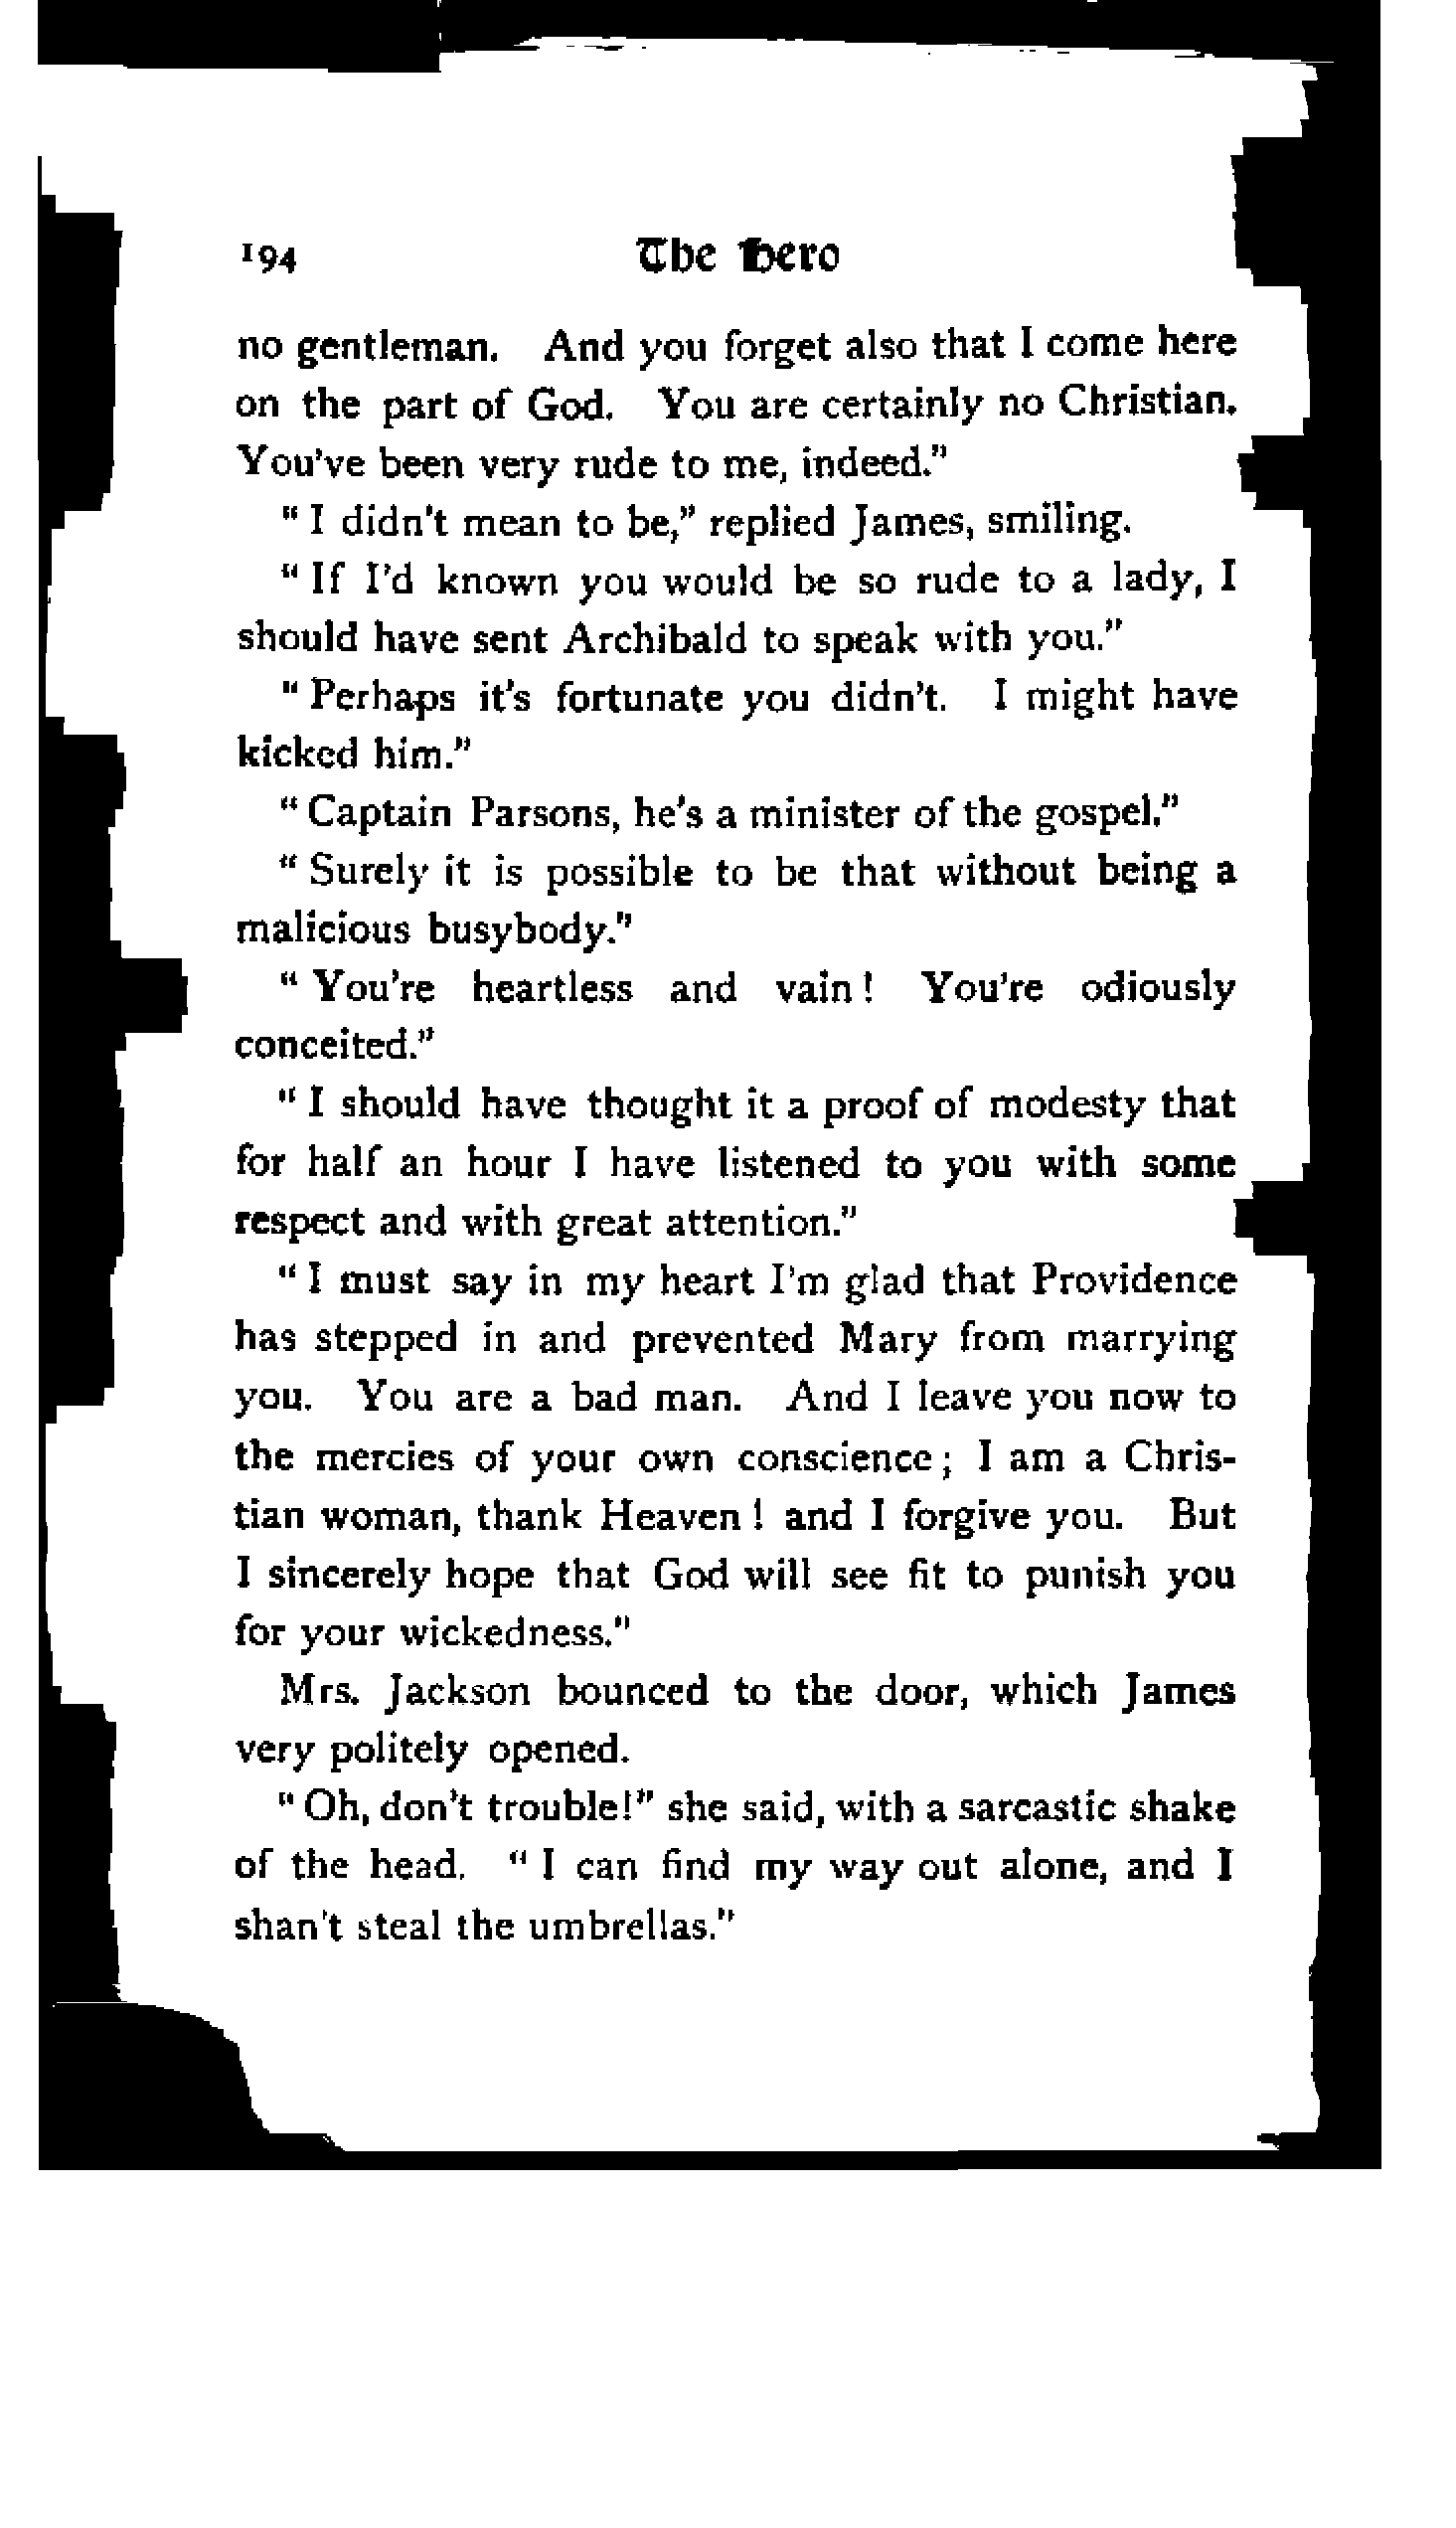 194 The Hero
no gentleman. And you forget also that I come here
on the part of God. You are certainly no Christian.
You've been very rude to me, indeed."
"I didn't mean to be," replied James, smiling.
"If I'd known you would be so rude to a lady, I
should have sent Archibald to speak with you."
"Perhaps it's fortunate you didn't. I might have
kicked him."
"Captain Parsons, he's a minister of the gospel."
"Surely it is possible to be that without being a
malicious busybody."
"You're heartless and vain! You're odiously
conceited."
"I should have thought it a proof of modesty that
for half an hour I have listened to you with some
respect and with great attention."
"I must say in my heart I'm glad that Providence
has stepped in and prevented Mary from marrying
you. You are a bad man. And I leave you now to
the mercies of your own conscience; I am a Chris-
tian woman, thank Heaven! and I forgive you. But
I sincerely hope that God will see fit to punish you
for your wickedness."
Mrs. Jackson bounced to the door, which James
very politely opened.
"Oh, don't trouble!" she said, with a sarcastic shake
of the head. "I can find my way out alone, and I
shan't steal the umbrellas."